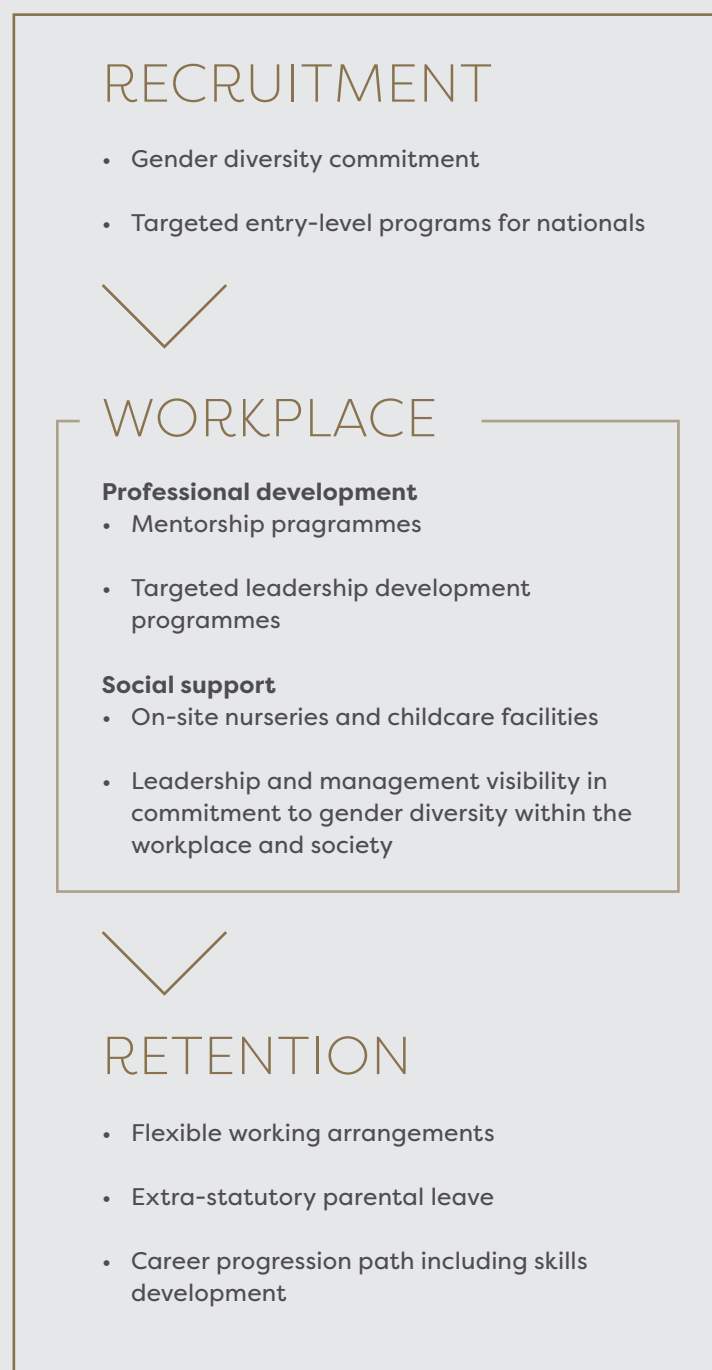 RECRUITMENT
• Gender diversity commitment
• Targeted entry-level programs for nationals
WORKPLACE
Professional development
• Mentorship pragrammes
• Targeted leadership development
programmes
Social support
• On-site nurseries and childcare facilities
• Leadership and management visibility in
commitment to gender diversity within the
workplace and society
RETENTION
• Flexible working arrangements
• Extra-statutory parental leave
• Career progression path including skills
development